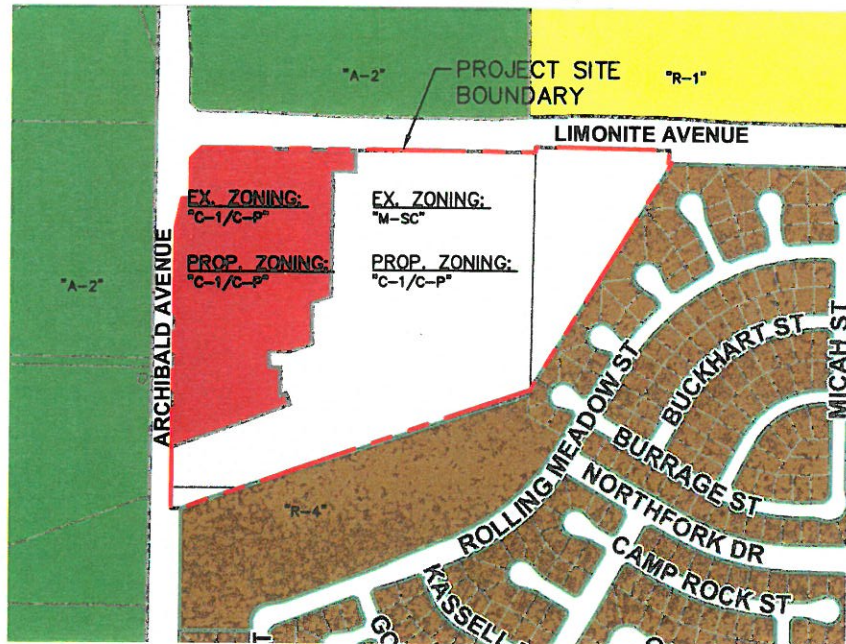 "A-2"
PROJECT SITE
BOUNDARY
"R-1"
LIMONITE AVENUE
EX. ZONING:
"C-1/C-P"
PROP. ZONING:
"C-1/C-P"
EX. ZONING:
"M-SC"
PROP. ZONING:
"C-1/C-P"
"A-2"
ARCHIBALD AVENUE
"R-4"
ROLLING MEADOW ST
BUCKHART ST
MICAH ST
BURRAGE ST
NORTHFORK DR
CAMP ROCK ST
KASSELL